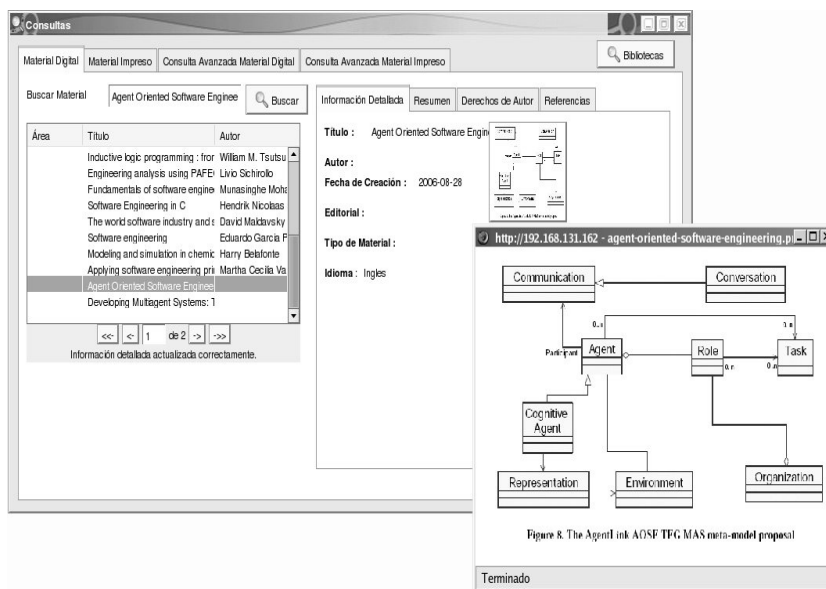 Consultas
Bibliotecas
Material Digital
Material Impreso
Consulta Avanzada Material Digital
Consulta Avanzada Material Impreso
Buscar Material
Agent Oriented Software Enginee
Buscar
Área
Título
Autor
Inductive logic programming : fror William M. Tsutsu
Engineering analysis using PAFE( Livio Sichirollo
Fundamentals of software engine Munasinghe Moha
Software Engineering in C Hendrik Nicolaas
The world software industry and s David Maldavsky
Software engineering Eduardo Garcia P
Modeling and simulation in chemic Harry Belafonte
Applying software engineering pri Martha Cecilia Va
Agent Oriented Software Enginee
Developing Multiagent Systems: T
<<- <- 1 de 2 -> ->>
Información detallada actualizada correctamente.
Información Detallada
Resumen
Derechos de Autor
Referencias
Título : Agent Oriented Software Engin
Autor :
Fecha de Creación : 2006-08-28
Editorial :
Tipo de Material :
Idioma : Ingles
http://192.168.131.162 - agent-oriented-software-engineering.p
Communication
Conversation
0..n
0..n
Participant
Agent
Role
Task
0..n
0..n
Cognitive
Agent
Representation
Environment
Organization
Figure 8. The AgentLink AOSE TFG MAS meta-model proposal
Terminado